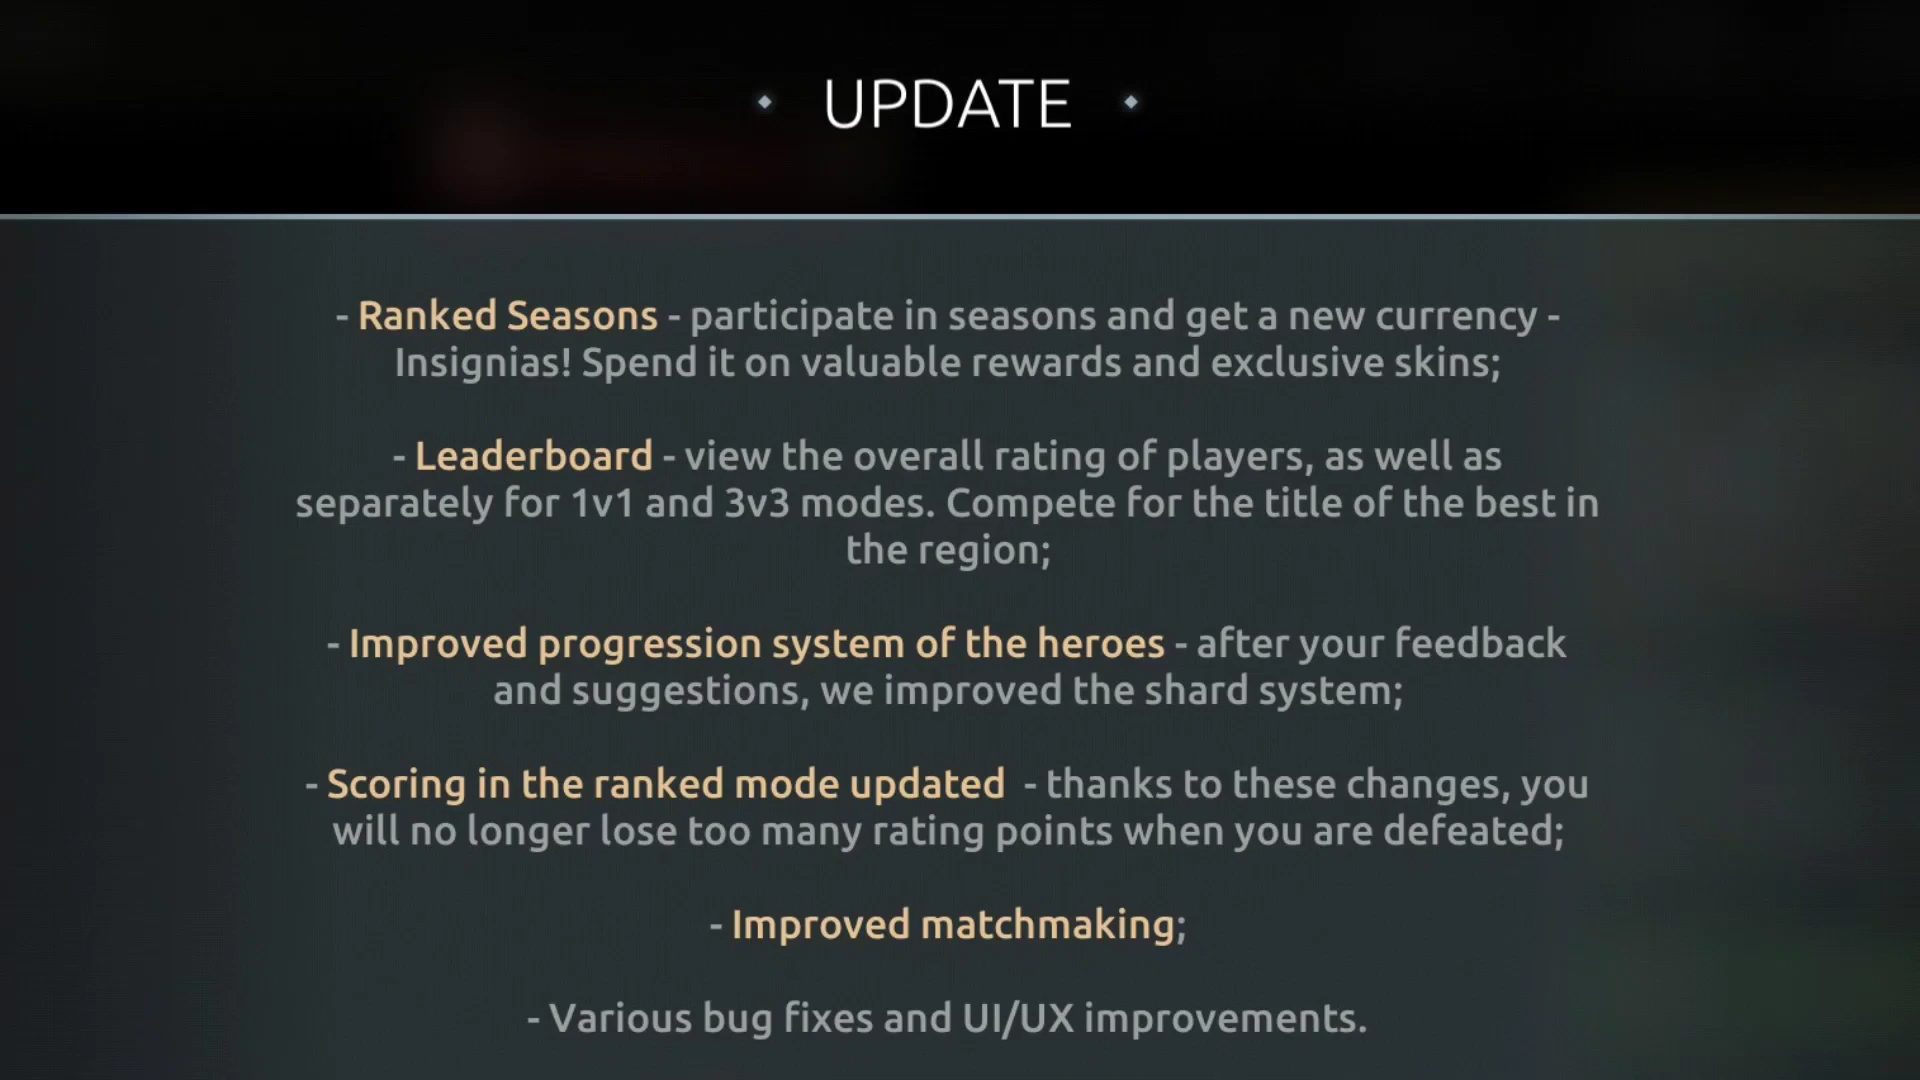 UPDATE
- Ranked Seasons - participate in seasons and get a new currency -
Insignias! Spend it on valuable rewards and exclusive skins;
- Leaderboard - view the overall rating of players, as well as
separately for 1v1 and 3v3 modes. Compete for the title of the best in
the region;
- Improved progression system of the heroes - after your feedback
and suggestions, we improved the shard system;
- Scoring in the ranked mode updated - thanks to these changes, you
will no longer lose too many rating points when you are defeated;
- Improved matchmaking;
- Various bug fixes and UI/UX improvements.